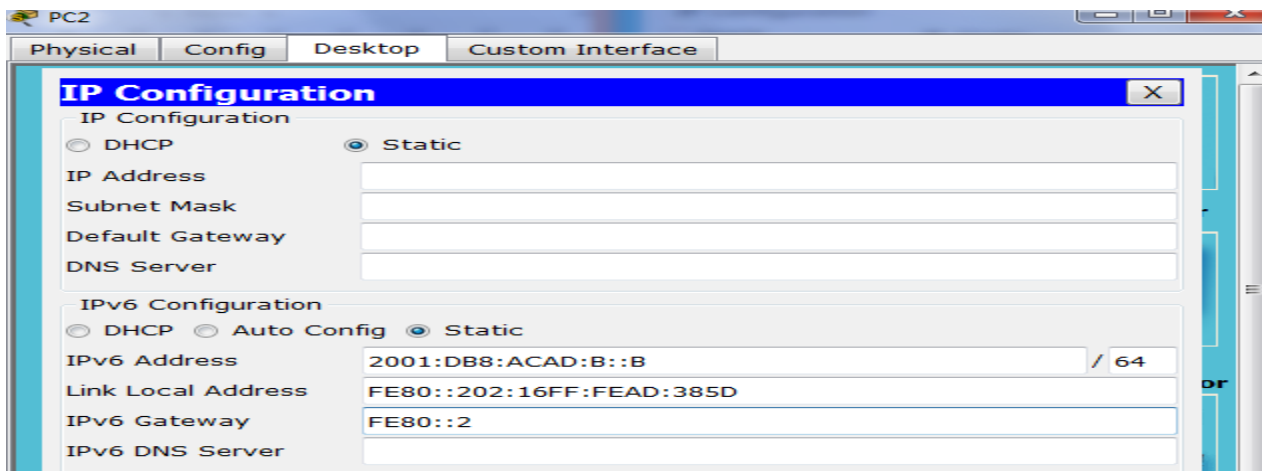 PC2
Physical Config Desktop Custom Interface
IP Configuration X
IP Configuration
DHCP Static
IP Address
Subnet Mask
Default Gateway
DNS Server
IPv6 Configuration
DHCP Auto Config Static
IPv6 Address 2001:DB8:ACAD:B::B / 64
Link Local Address FE80::202:16FF:FEAD:385D
IPv6 Gateway FE80::2
IPv6 DNS Server
or